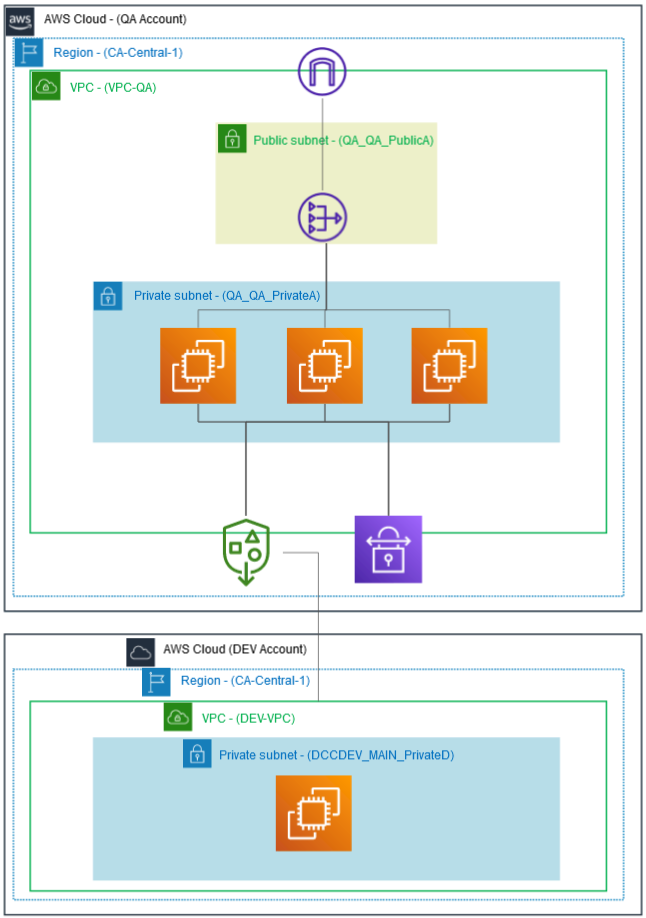 aws
AWS Cloud - (QA Account)
Region - (CA-Central-1)
VPC - (VPC-QA)
Public subnet - (QA_QA_PublicA)
Private subnet - (QA_QA_PrivateA)
AWS Cloud (DEV Account)
Region - (CA-Central-1)
VPC - (DEV-VPC)
Private subnet - (DCCDEV_MAIN_PrivateD)